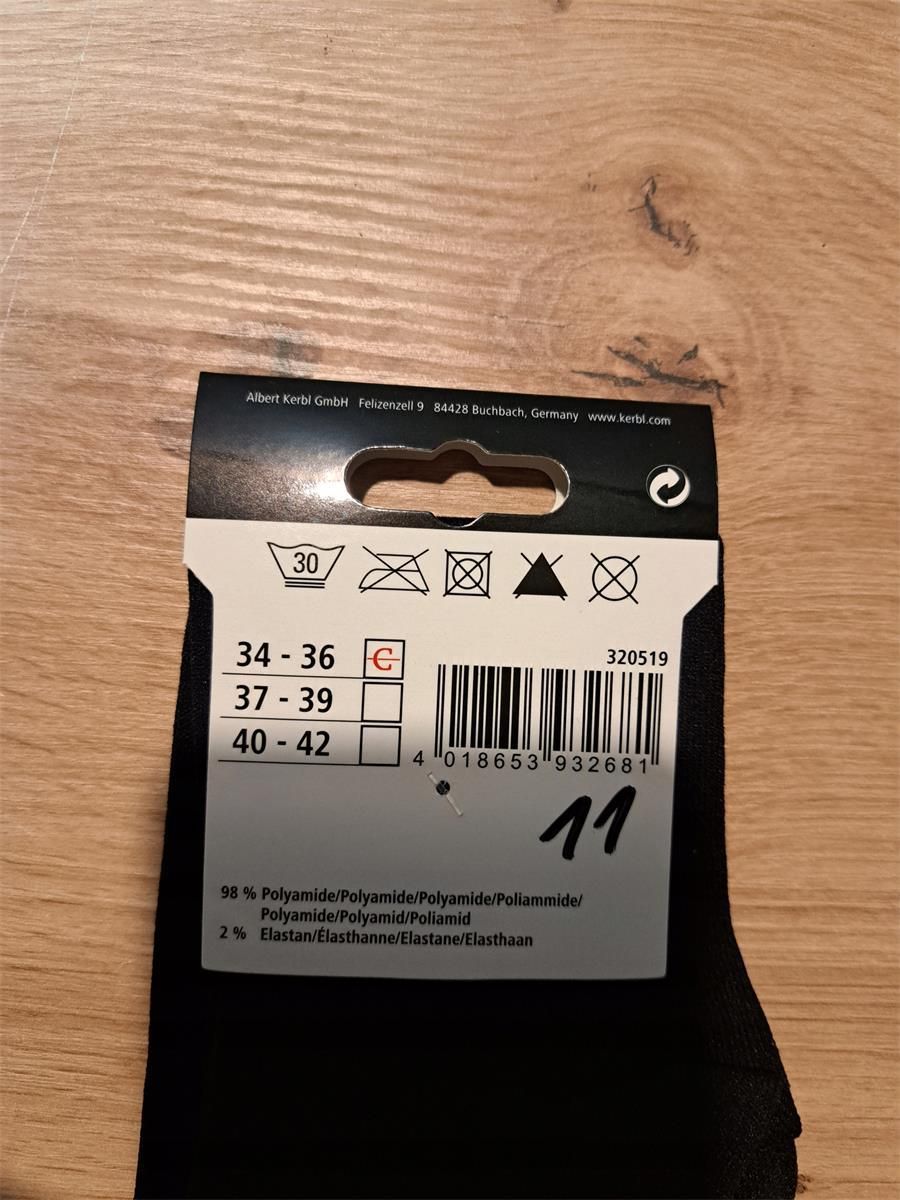 Albert Kerbl GmbH Felizenzell 9 84428 Buchbach, Germany www.kerbl.com
30
34 - 36 C
37 - 39
40 - 42
320519
4 018653 932681
11
98 % Polyamide/Polyamide/Polyamide/Poliammide/
Polyamide/Polyamid/Poliamid
2 % Elastan/Élasthanne/Elastane/Elasthaan